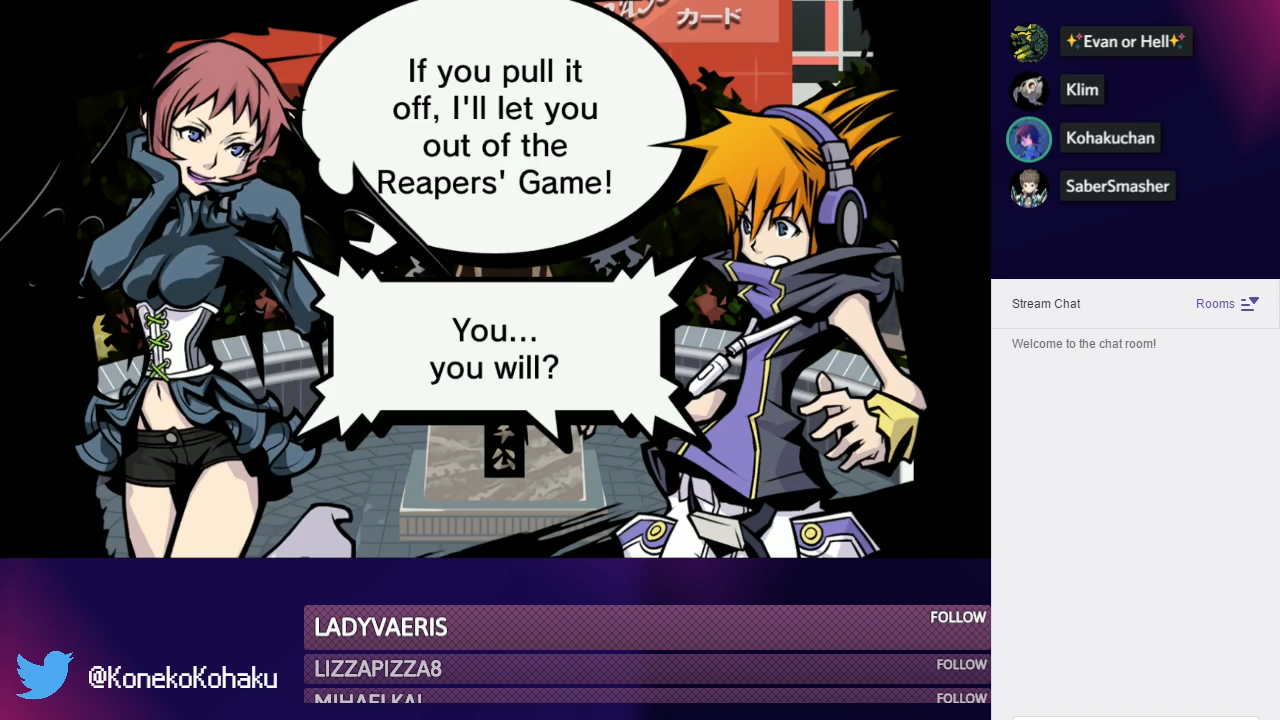 カード
If you pull it
off, I'll let you
out of the
Reapers' Game!
You...
you will?
公
✨Evan or Hell✨
Klim
Kohakuchan
SaberSmasher
Stream Chat
Rooms
Welcome to the chat room!
@KonekoKohaku
LADYVAERIS
FOLLOW
LIZZAPIZZA8
FOLLOW
MIHAELKAL
FOLLOW